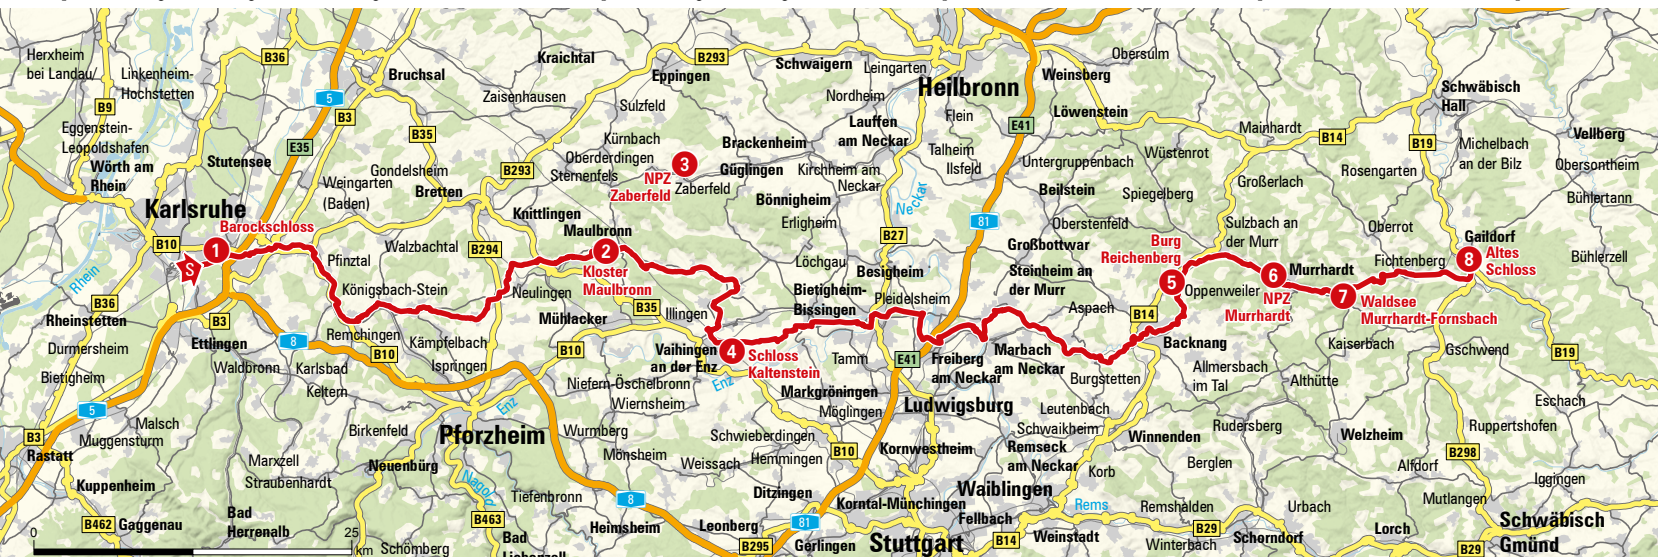 Herxheim
bei Landau/
Linkenheim-
Hochstetten
B36
Bruchsal
Kraichtal
Eppingen
B293
Schwaigern
Leingarten
Heilbronn
Obersulm
Weinsberg
Schwäbisch
Hall
B9
5
B3
Zaisenhausen
Sulzfeld
Nordheim
Flein
E41
Löwenstein
Eggenstein-
Leopoldshafen
Wörth am
Rhein
Stutensee
E35
B35
Kürnbach
Oberderdingen
Sternenfels
B293
3
NPZ
Zaberfeld
Zaberfeld
Brackenheim
Güglingen
Lauffen
am Neckar
Talheim
Ilsfeld
Kirchheim am
Neckar
Untergruppenbach
Wüstenrot
Mainhardt
B14
B19
Michelbach
an der Bilz
Vellberg
Obersontheim
Rosengarten
Gondelsheim
Weingarten
(Baden)
Bretten
Knittlingen
Maulbronn
Bönnigheim
Erligheim
Neckar
Beilstein
Spiegelberg
Großerlach
Bühlertann
Karlsruhe
Barockschloss
B10
1
S
Walzbachtal
B294
2
Kloster
Maulbronn
Löchgau
B27
Besigheim
81
Oberstenfeld
Großbottwar
Steinheim an
der Murr
Burg
Reichenberg
5
Sulzbach an
der Murr
Oberrot
Gaildorf
8
Altes
Schloss
Bühlerzell
Rhein
Pfinztal
Königsbach-Stein
Neulingen
Mühlacker
B35
Illingen
Bietigheim-
Bissingen
Pleidelsheim
Aspach
Oppenweiler
6
Murrhardt
NPZ
Murrhardt
7
Fichtenberg
Waldsee
Murrhardt-Fornsbach
B36
Rheinstetten
B3
Ettlingen
8
Remchingen
B10
Kämpfelbach
Ispringen
B10
Vaihingen
an der Enz
4
Schloss
Kaltenstein
Enz
Tamm
E41
Freiberg
am Neckar
Marbach
am Neckar
B14
Backnang
Kaiserbach
Gschwend
B19
Durmersheim
Bietigheim
Waldbronn
Karlsbad
Keltern
Niefern-Öschelbronn
Wiernsheim
Enz
Markgröningen
Möglingen
Ludwigsburg
Burgstetten
Allmersbach
im Tal
Althütte
Eschach
5
Malsch
Muggensturm
B3
Rastatt
Birkenfeld
Pforzheim
Wurmberg
Mönsheim
Schwieberdingen
Hemmingen
Weissach
B10
Kornwestheim
Leutenbach
Schwaikheim
Remseck
am Neckar
Winnenden
Rudersberg
Welzheim
Ruppertshofen
Kuppenheim
Marxzell
Straubenhardt
Neuenbürg
Nagold
Tiefenbronn
8
Ditzingen
Korntal-Münchingen
Waiblingen
Korb
Berglen
B298
Alfdorf
Iggingen
Mutlangen
B462
Gaggenau
Bad
Herrenalb
B463
Heimsheim
Leonberg
81
Gerlingen
Stuttgart
Fellbach
Rems
Remshalden
Urbach
Schwäbisch
Gmünd
0
25
km
Schömberg
Bad
Liebenzell
B295
B14
Weinstadt
Winterbach
B29
Schorndorf
Lorch
B29